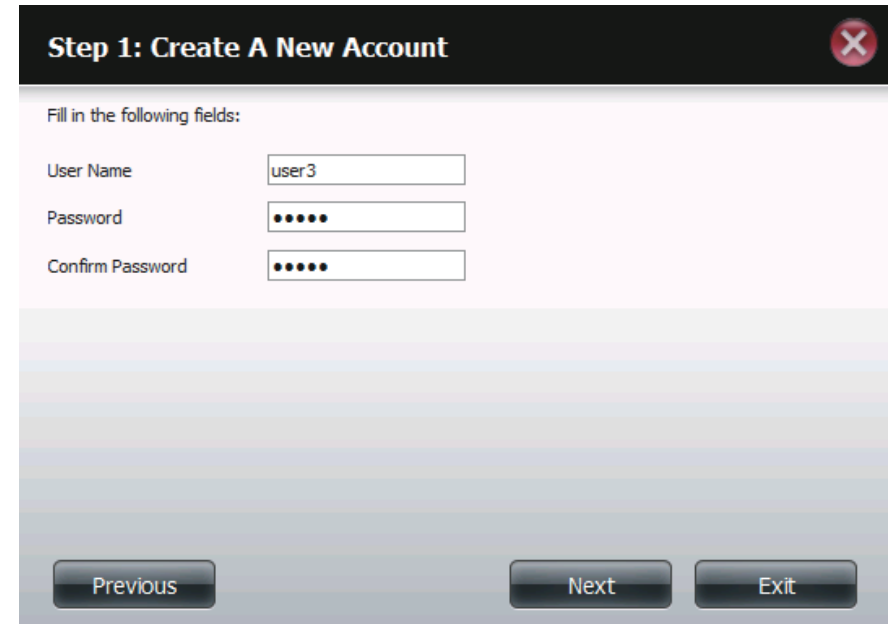 Step 1: Create A New Account
Fill in the following fields:
User Name user3
Password •••••
Confirm Password •••••
Previous Next Exit